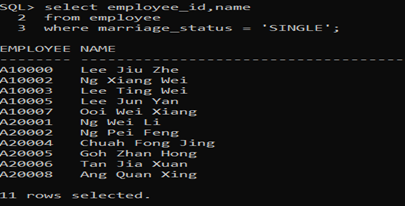 SQL> select employee_id,name
2 from employee
3 where marriage_status = 'SINGLE';
EMPLOYEE NAME
-------- ----------------------------------------
A10000 Lee Jiu Zhe
A10002 Ng Xiang Wei
A10003 Lee Ting Wei
A10005 Lee Jun Yan
A10007 Ooi Wei Xiang
A20001 Ng Wei Li
A20002 Ng Pei Feng
A20004 Chuah Fong Jing
A20005 Goh Zhan Hong
A20006 Tan Jia Xuan
A20008 Ang Quan Xing
11 rows selected.